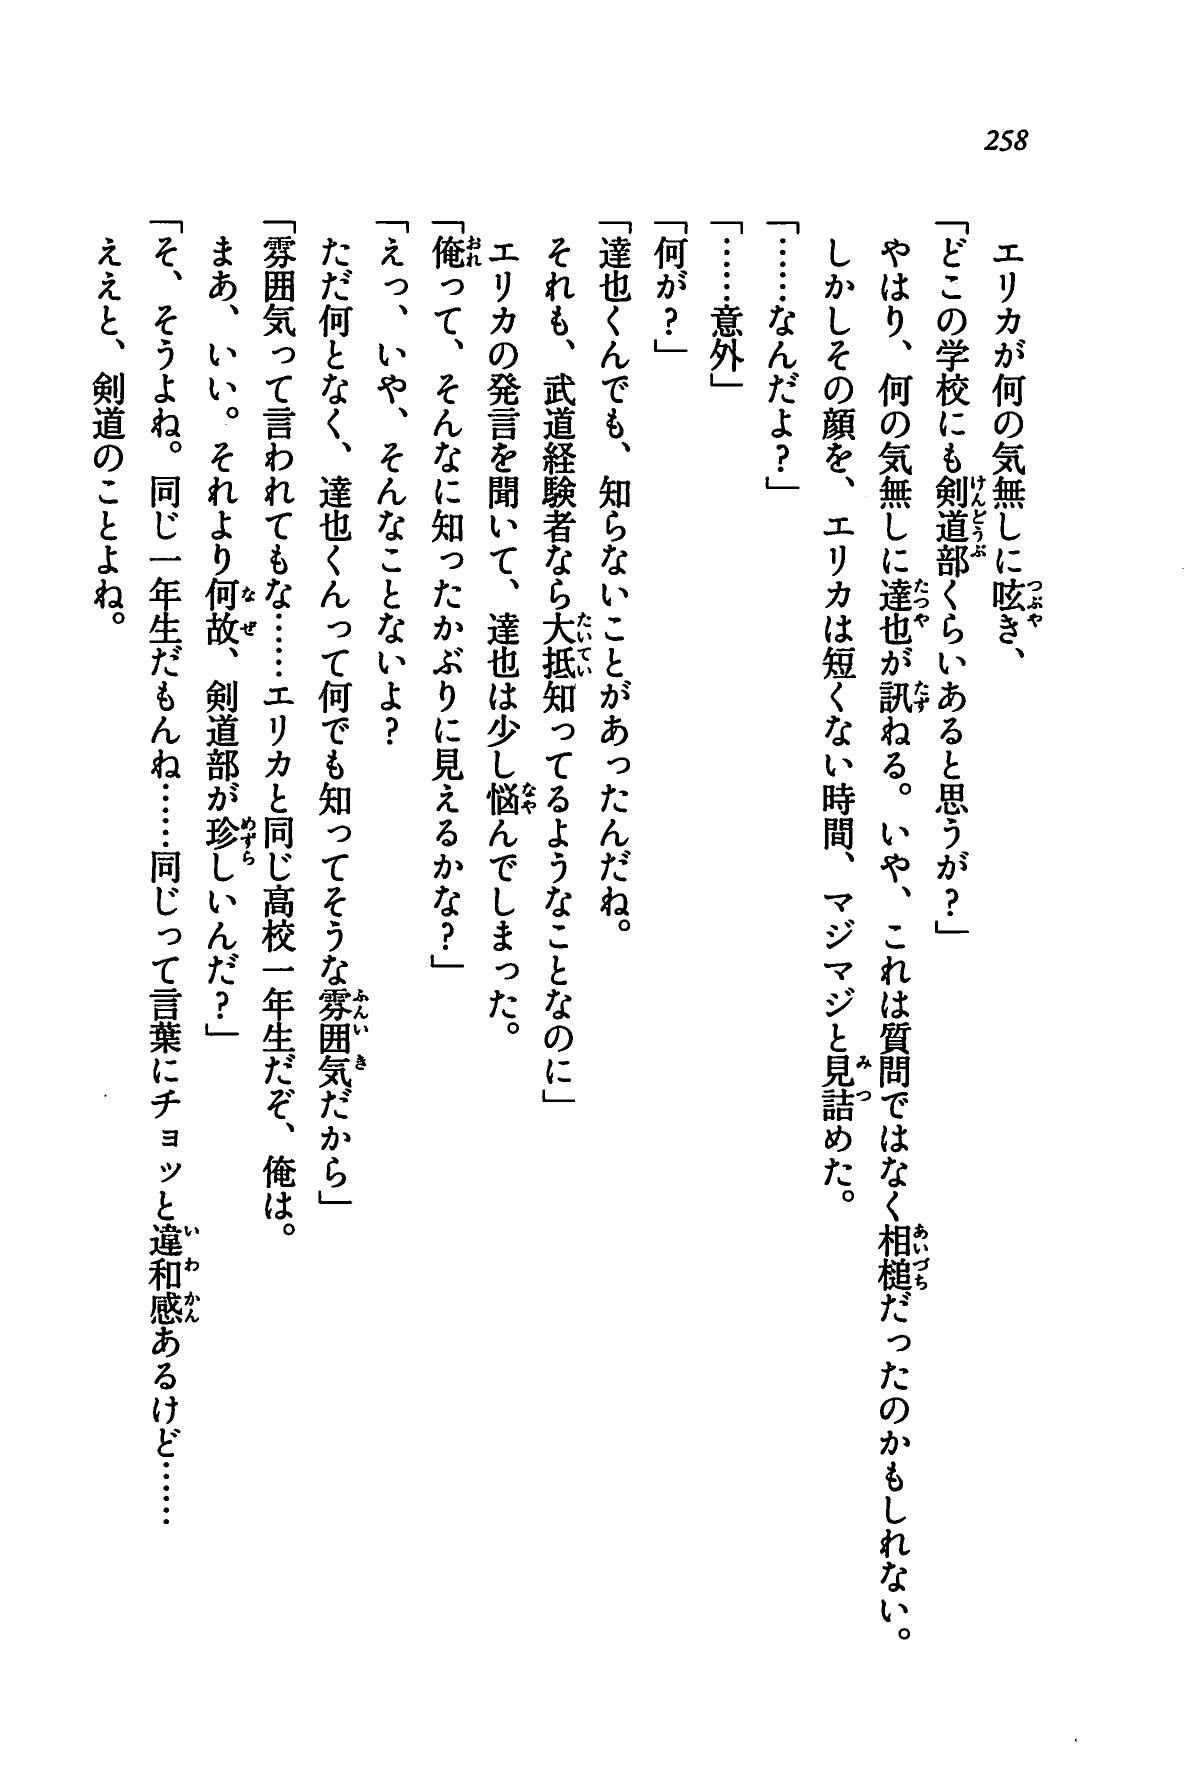 258
エリカが何の気無しに呟き、
「どこの学校にも剣道部くらいあると思うが？」
やはり、何の気無しに達也が訊ねる。いや、これは質問ではなく相槌だったのかもしれない。
しかしその顔を、エリカは短くない時間、マジマジと見詰めた。
「……なんだよ？」
「……意外」
「何が？」
「達也くんでも、知らないことがあったんだね。
それも、武道経験者なら大抵知ってるようなことなのに」
エリカの発言を聞いて、達也は少し悩んでしまった。
「俺って、そんなに知ったかぶりに見えるかな？」
「えっ、いや、そんなことないよ？
ただ何となく、達也くんって何でも知ってそうな雰囲気だから」
「雰囲気って言われてもな……エリカと同じ高校一年生だぞ、俺は。
まあ、いい。それより何故、剣道部が珍しいんだ？」
「そ、そうよね。同じ一年生だもんね……同じって言葉にチョッと違和感あるけど……
ええと、剣道のことよね。